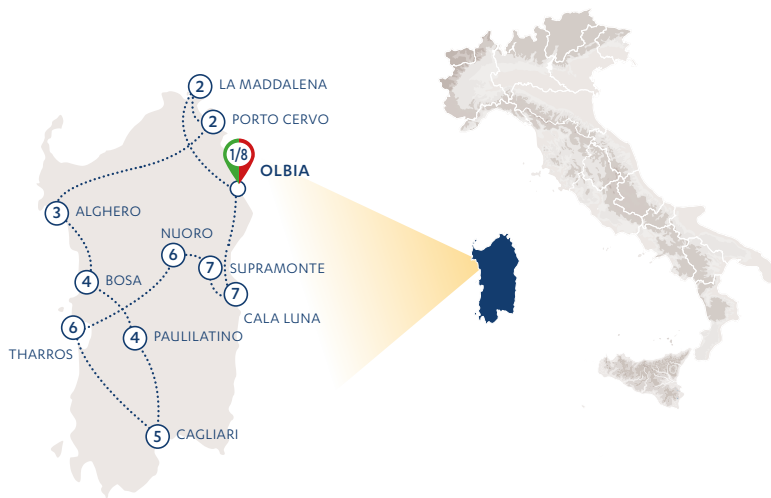 2 LA MADDALENA
2 PORTO CERVO
1/8
OLBIA
3 ALGHERO
NUORO
6
7 SUPRAMONTE
4 BOSA
7
CALA LUNA
6
THARROS
4 PAULILATINO
5 CAGLIARI